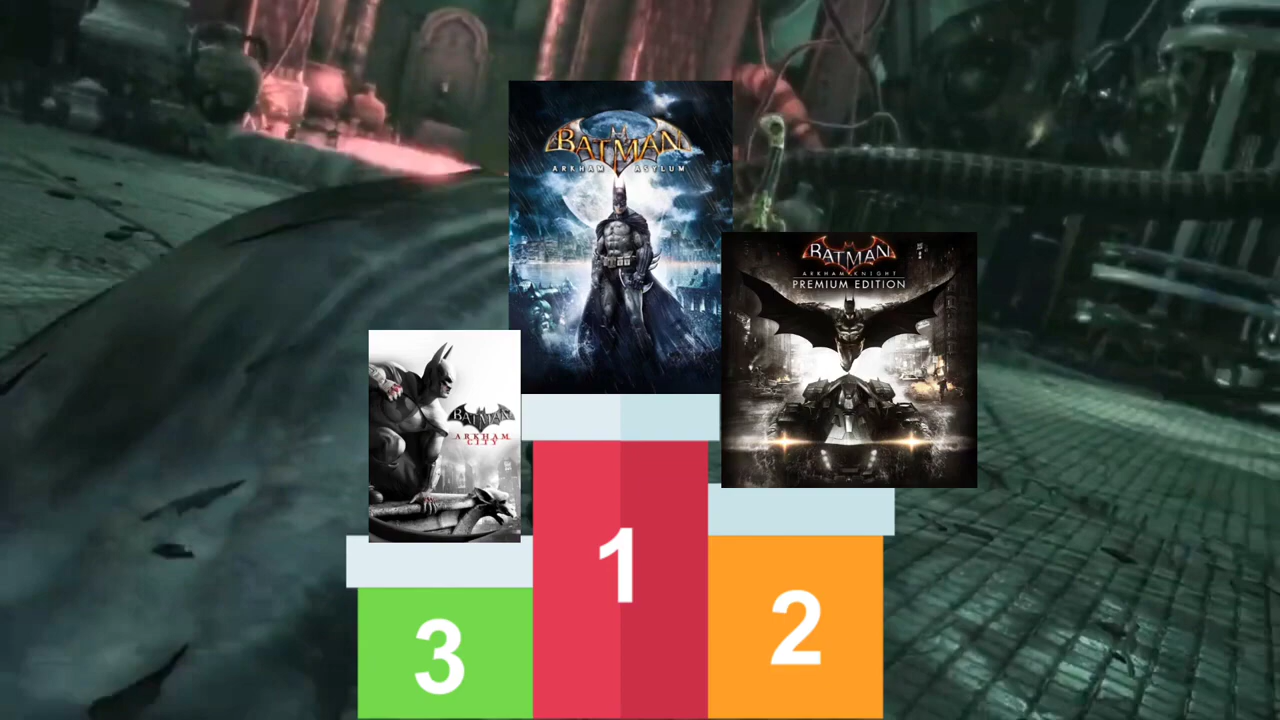 BATMAN
ARKHAM ASYLUM
BATMAN
ARKHAM KNIGHT
PREMIUM EDITION
BATMAN
ARKHAM
CITY
1
2
3